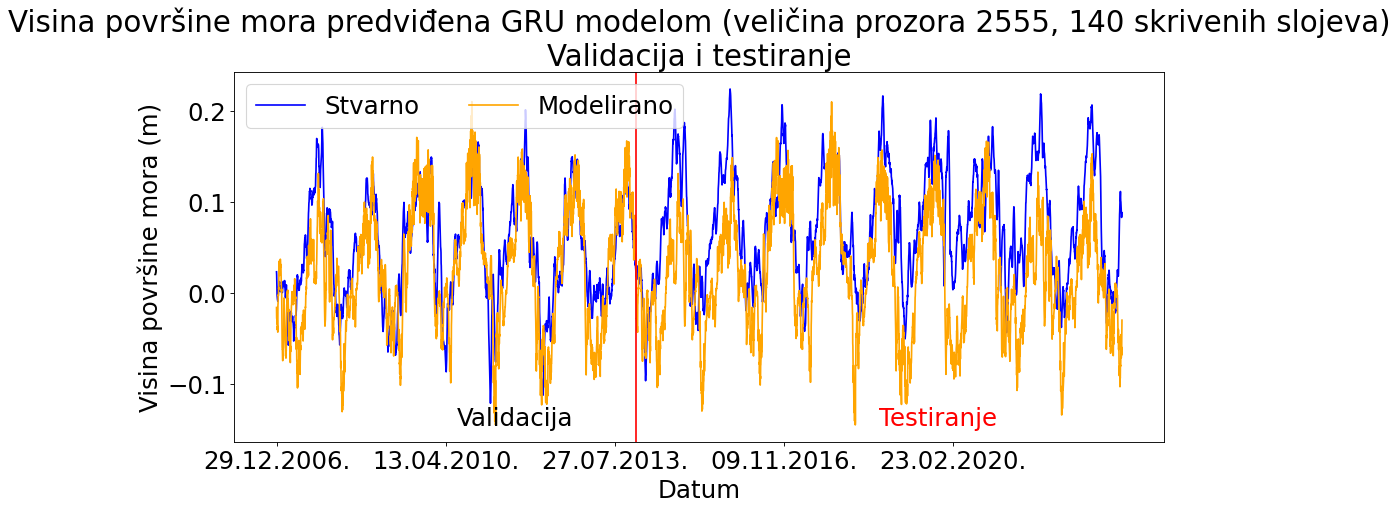 Visina površine mora predviđena GRU modelom (veličina prozora 2555, 140 skrivenih slojeva)
Validacija i testiranje
Stvarno
Modelirano
Visina površine mora (m)
0.2
0.1
0.0
−0.1
Validacija
Testiranje
29.12.2006.
13.04.2010.
27.07.2013.
09.11.2016.
23.02.2020.
Datum